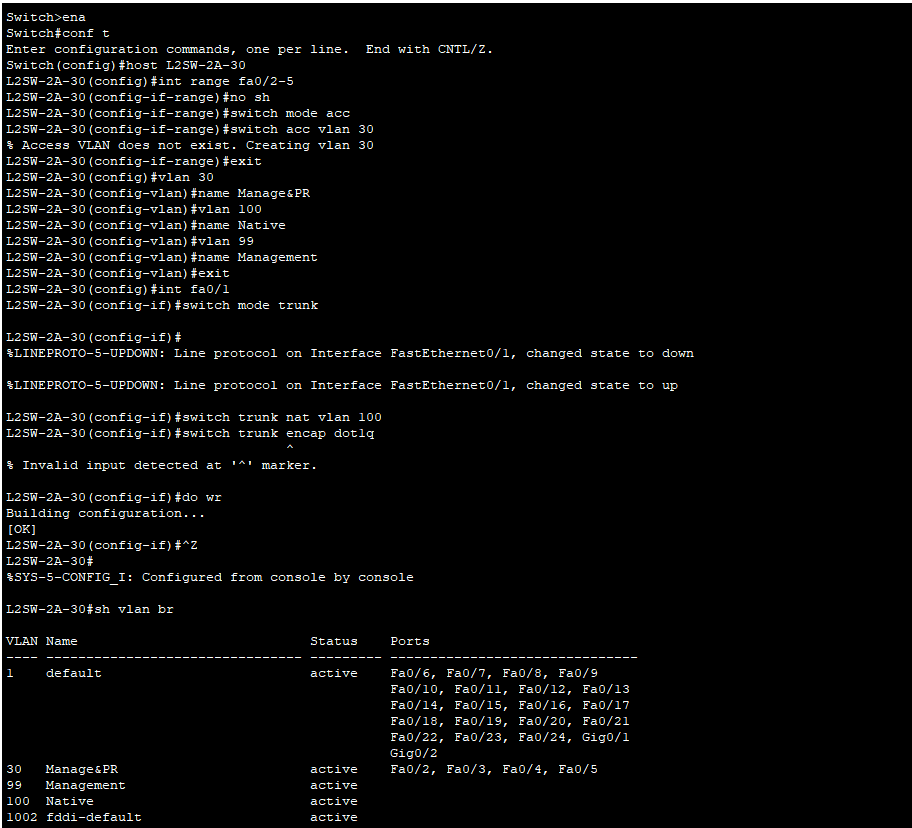 Switch>ena
Switch#conf t
Enter configuration commands, one per line.  End with CNTL/Z.
Switch(config)#host L2SW-2A-30
L2SW-2A-30(config)#int range fa0/2-5
L2SW-2A-30(config-if-range)#no sh
L2SW-2A-30(config-if-range)#switch mode acc
L2SW-2A-30(config-if-range)#switch acc vlan 30
% Access VLAN does not exist. Creating vlan 30
L2SW-2A-30(config-if-range)#exit
L2SW-2A-30(config)#vlan 30
L2SW-2A-30(config-vlan)#name Manage&PR
L2SW-2A-30(config-vlan)#vlan 100
L2SW-2A-30(config-vlan)#name Native
L2SW-2A-30(config-vlan)#vlan 99
L2SW-2A-30(config-vlan)#name Management
L2SW-2A-30(config-vlan)#exit
L2SW-2A-30(config)#int fa0/1
L2SW-2A-30(config-if)#switch mode trunk
L2SW-2A-30(config-if)#
%LINEPROTO-5-UPDOWN: Line protocol on Interface FastEthernet0/1, changed state to down
%LINEPROTO-5-UPDOWN: Line protocol on Interface FastEthernet0/1, changed state to up
L2SW-2A-30(config-if)#switch trunk nat vlan 100
L2SW-2A-30(config-if)#switch trunk encap dot1q
^
% Invalid input detected at '^' marker.
L2SW-2A-30(config-if)#do wr
Building configuration...
[OK]
L2SW-2A-30(config-if)#^Z
L2SW-2A-30#
%SYS-5-CONFIG_I: Configured from console by console
L2SW-2A-30#sh vlan br
VLAN Name                             Status    Ports
---- -------------------------------- --------- -------------------------------
1    default                          active    Fa0/6, Fa0/7, Fa0/8, Fa0/9
Fa0/10, Fa0/11, Fa0/12, Fa0/13
Fa0/14, Fa0/15, Fa0/16, Fa0/17
Fa0/18, Fa0/19, Fa0/20, Fa0/21
Fa0/22, Fa0/23, Fa0/24, Gig0/1
Gig0/2
30   Manage&PR                        active    Fa0/2, Fa0/3, Fa0/4, Fa0/5
99   Management                       active
100  Native                           active
1002 fddi-default                     active